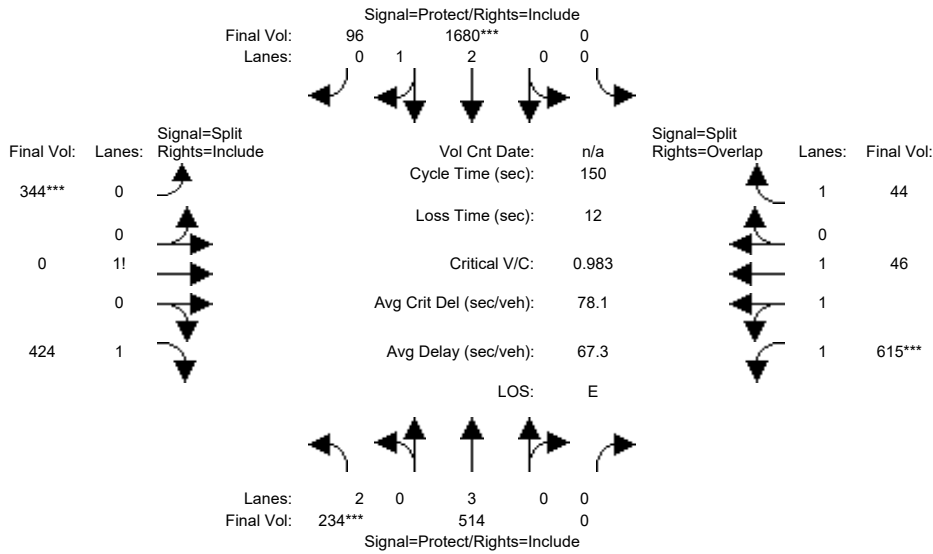 Signal=Protect/Rights=Include
Final Vol: 96 1680*** 0
Lanes: 0 1 2 0 0
Signal=Split Signal=Split
Final Vol: Lanes: Rights=Include Vol Cnt Date: n/a Rights=Overlap Lanes: Final Vol:
Cycle Time (sec): 150
344*** 0 1 44
Loss Time (sec): 12
0 0
0 1! Critical V/C: 0.983 1 46
0 Avg Crit Del (sec/veh): 78.1 1
424 1 Avg Delay (sec/veh): 67.3 1 615***
LOS: E
Lanes: 2 0 3 0 0
Final Vol: 234*** 514 0
Signal=Protect/Rights=Include